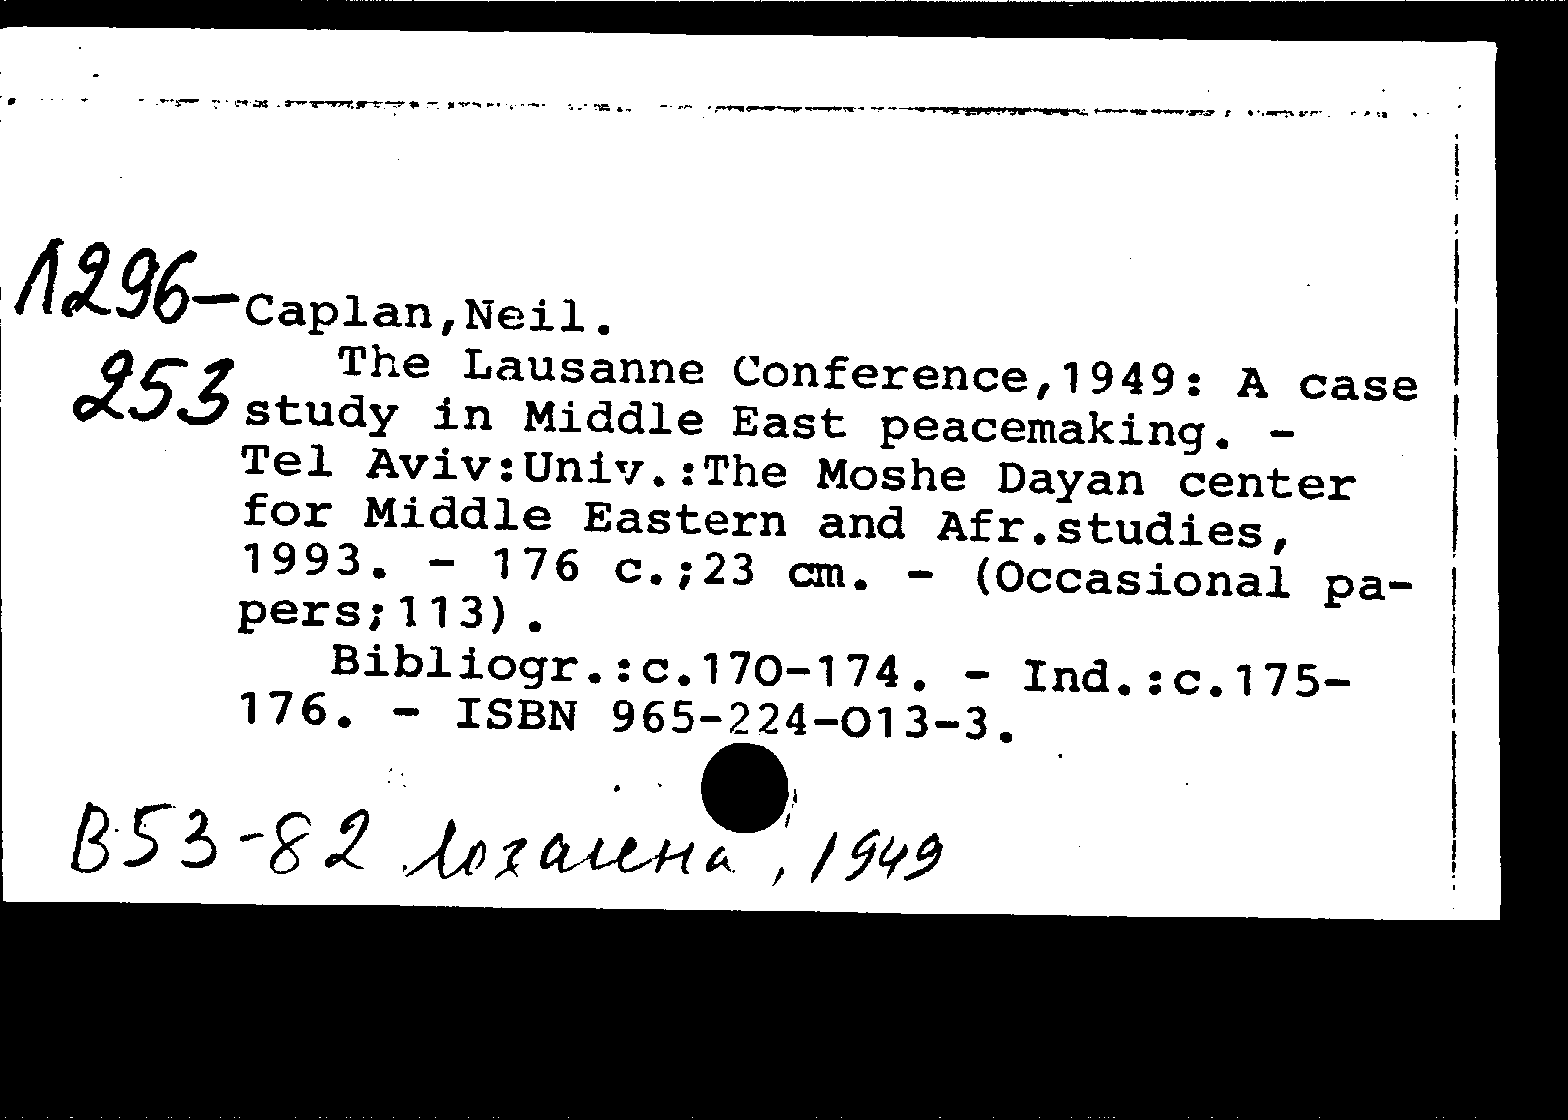 Л296-
253
Caplan,Neil.
The Lausanne Conference,1949: A case
study in Middle East peacemaking. -
Tel Aviv:Univ.:The Moshe Dayan center
for Middle Eastern and Afr.studies,
1993. - 176 c.;23 cm. - (Occasional pa-
pers;113).
Bibliogr.:c.170-174. - Ind.:c.175-
176. - ISBN 965-224-013-3.
В53-82 , 1949